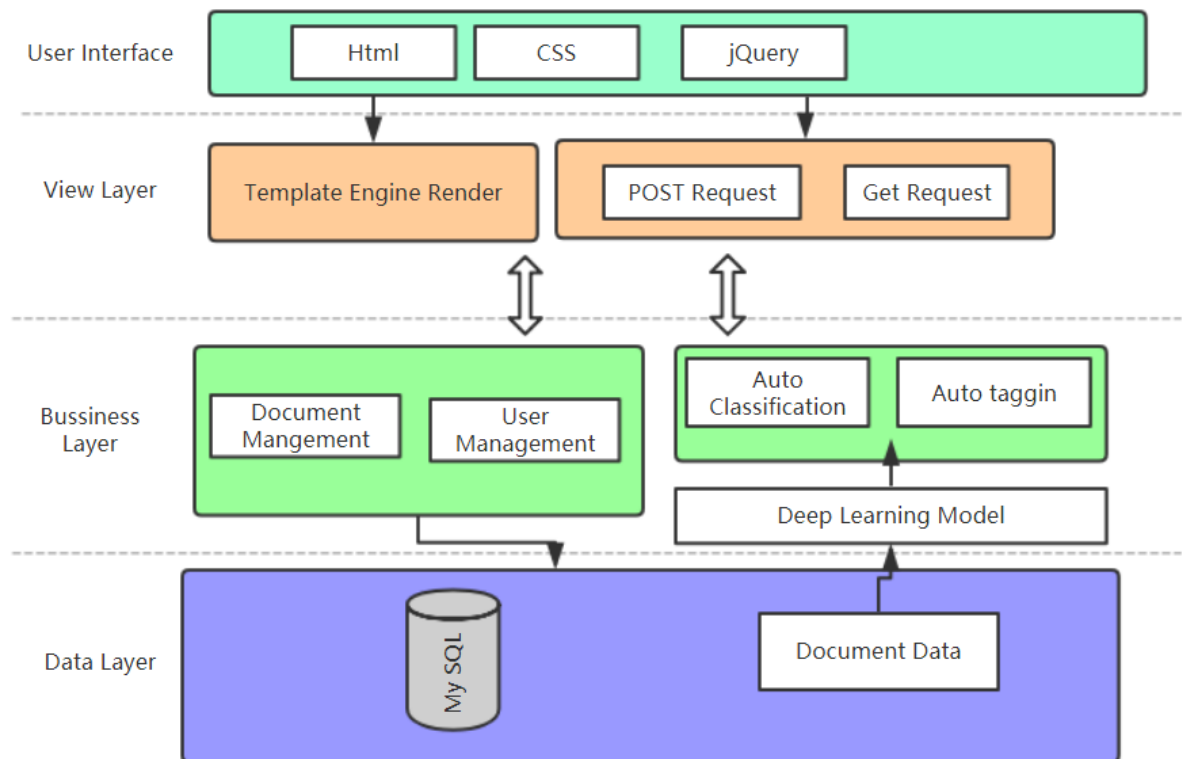 User Interface
Html
CSS
jQuery
View Layer
Template Engine Render
POST Request
Get Request
Bussiness
Layer
Document
Mangement
User
Management
Auto
Classification
Auto taggin
Deep Learning Model
Data Layer
My SQL
Document Data